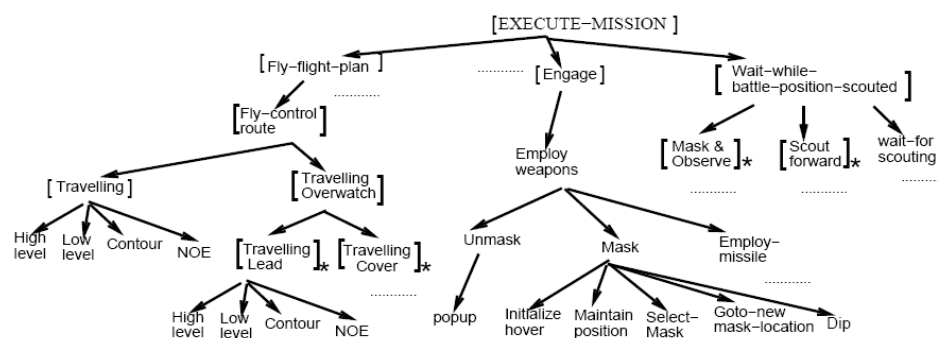 [EXECUTE-MISSION]
[Fly-flight-plan]
[Engage]
[Wait-while-
battle-position-scouted]
[Fly-control
route]
[Mask &
Observe]*
[Scout
forward]*
wait-for
scouting
Employ
weapons
[Travelling]
[Travelling
Overwatch]
High
level
Low
level
Contour
NOE
[Travelling
Lead]*
[Travelling
Cover]*
Unmask
Mask
Employ-
missile
High
level
Low
level
Contour
NOE
popup
Initialize
hover
Maintain
position
Select-
Mask
Goto-new
mask-location
Dip